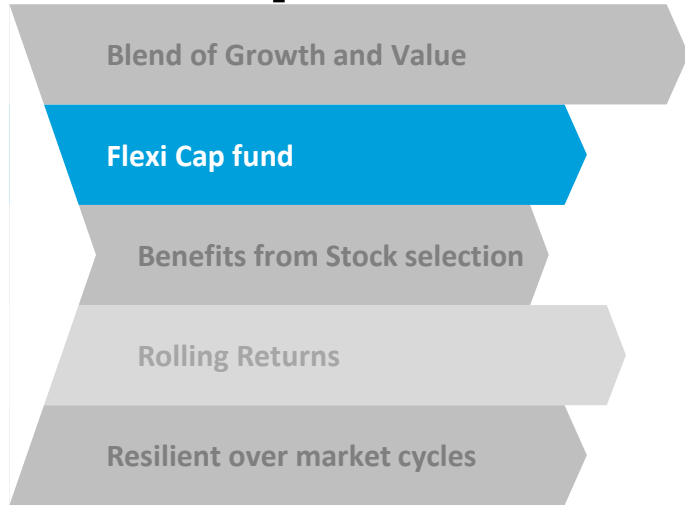 Blend of Growth and Value
Flexi Cap fund
Benefits from Stock selection
Rolling Returns
Resilient over market cycles